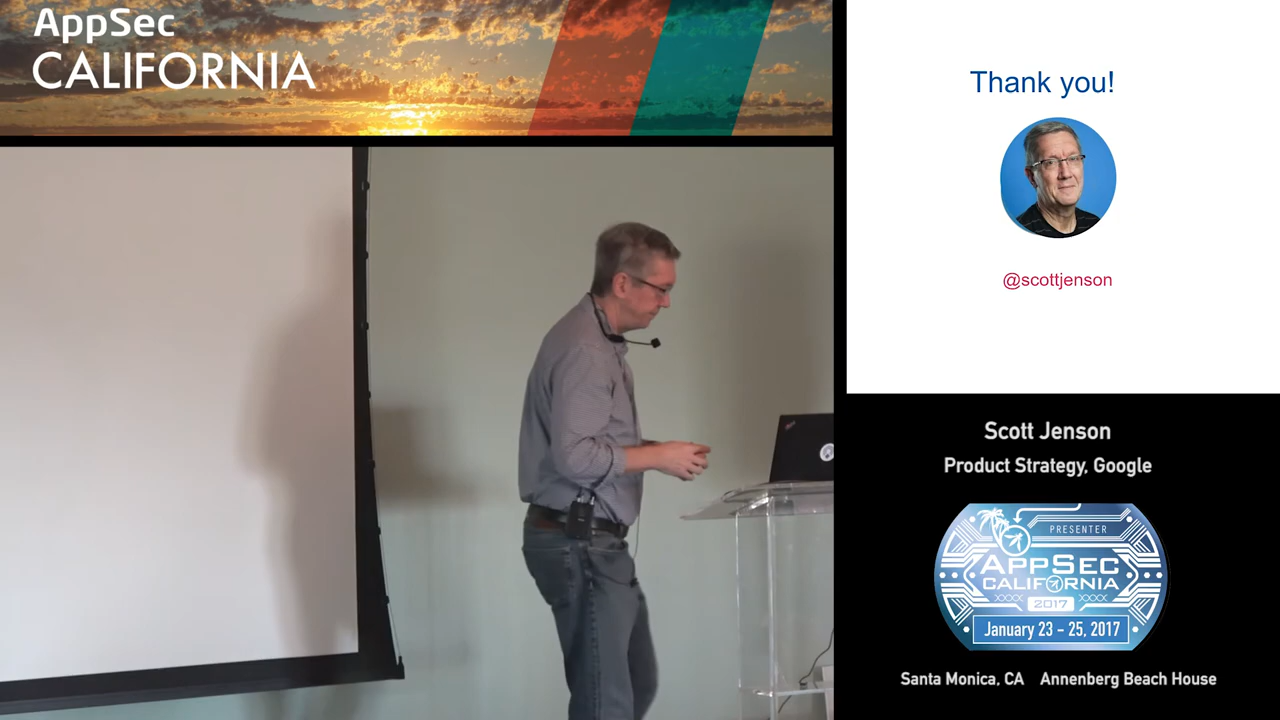 AppSec
CALIFORNIA
Thank you!
@scottjenson
Scott Jenson
Product Strategy, Google
PRESENTER
APPSEC
CALIFORNIA
2017
January 23 - 25, 2017
Santa Monica, CA Annenberg Beach House